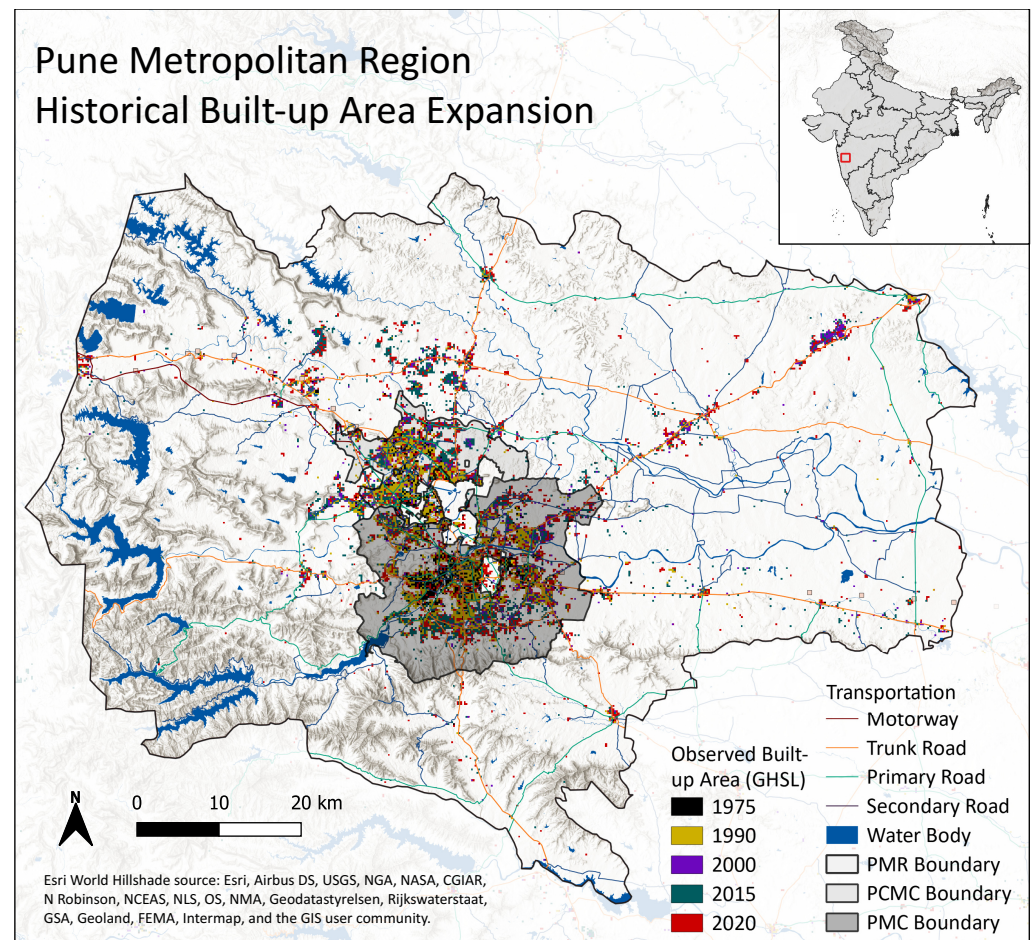 Pune Metropolitan Region
Historical Built-up Area Expansion
N
0 10 20 km
Esri World Hillshade source: Esri, Airbus DS, USGS, NGA, NASA, CGIAR,
N Robinson, NCEAS, NLS, OS, NMA, Geodatastyrelsen, Rijkswaterstaat,
GSA, Geoland, FEMA, Intermap, and the GIS user community.
Observed Built-
up Area (GHSL)
1975
1990
2000
2015
2020
Transportation
Motorway
Trunk Road
Primary Road
Secondary Road
Water Body
PMR Boundary
PCMC Boundary
PMC Boundary